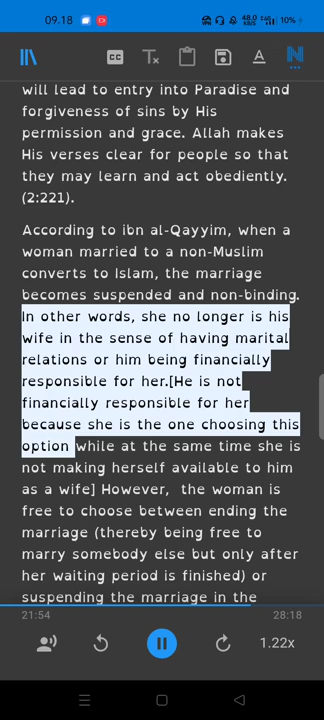 09.18
48.0 KB/S
10%
CC
T×
A
N
will lead to entry into Paradise and
forgiveness of sins by His
permission and grace. Allah makes
His verses clear for people so that
they may learn and act obediently.
(2:221).
According to ibn al-Qayyim, when a
woman married to a non-Muslim
converts to Islam, the marriage
becomes suspended and non-binding.
In other words, she no longer is his
wife in the sense of having marital
relations or him being financially
responsible for her.[He is not
financially responsible for her
because she is the one choosing this
option while at the same time she is
not making herself available to him
as a wife] However,  the woman is
free to choose between ending the
marriage (thereby being free to
marry somebody else but only after
her waiting period is finished) or
suspending the marriage in the
21:54
28:18
1.22x